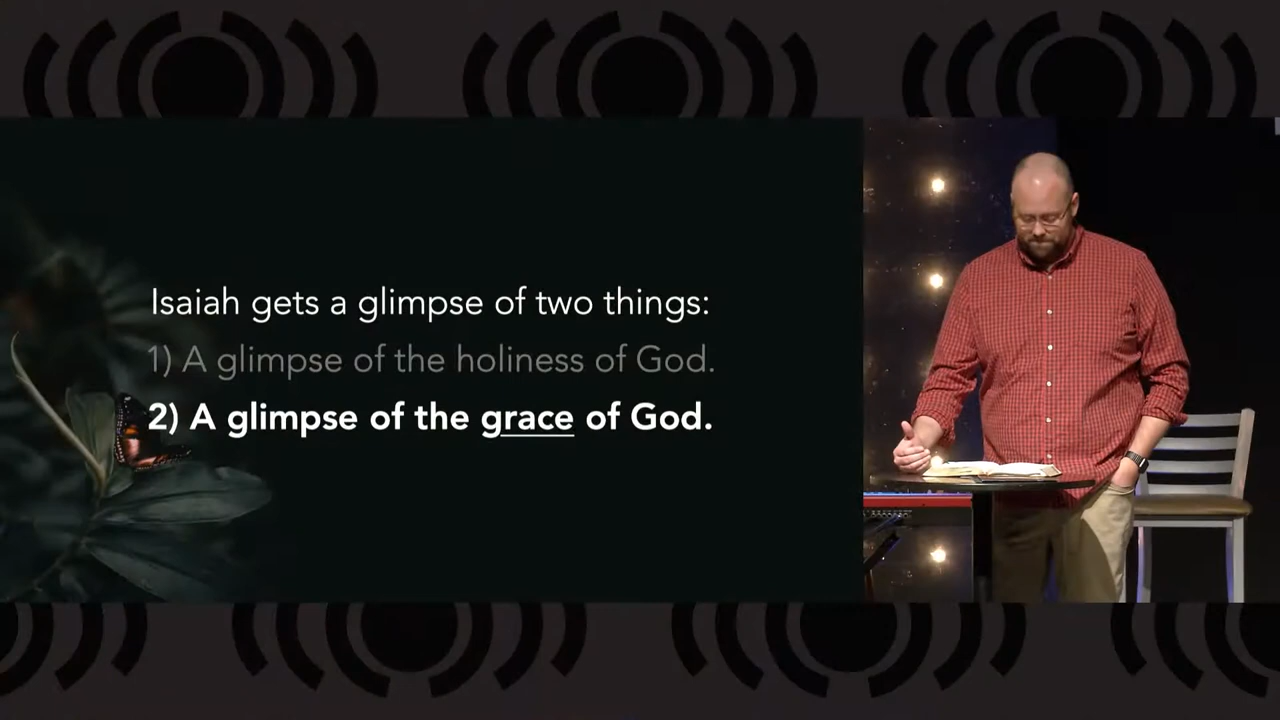 Isaiah gets a glimpse of two things:
1) A glimpse of the holiness of God.
2) A glimpse of the grace of God.